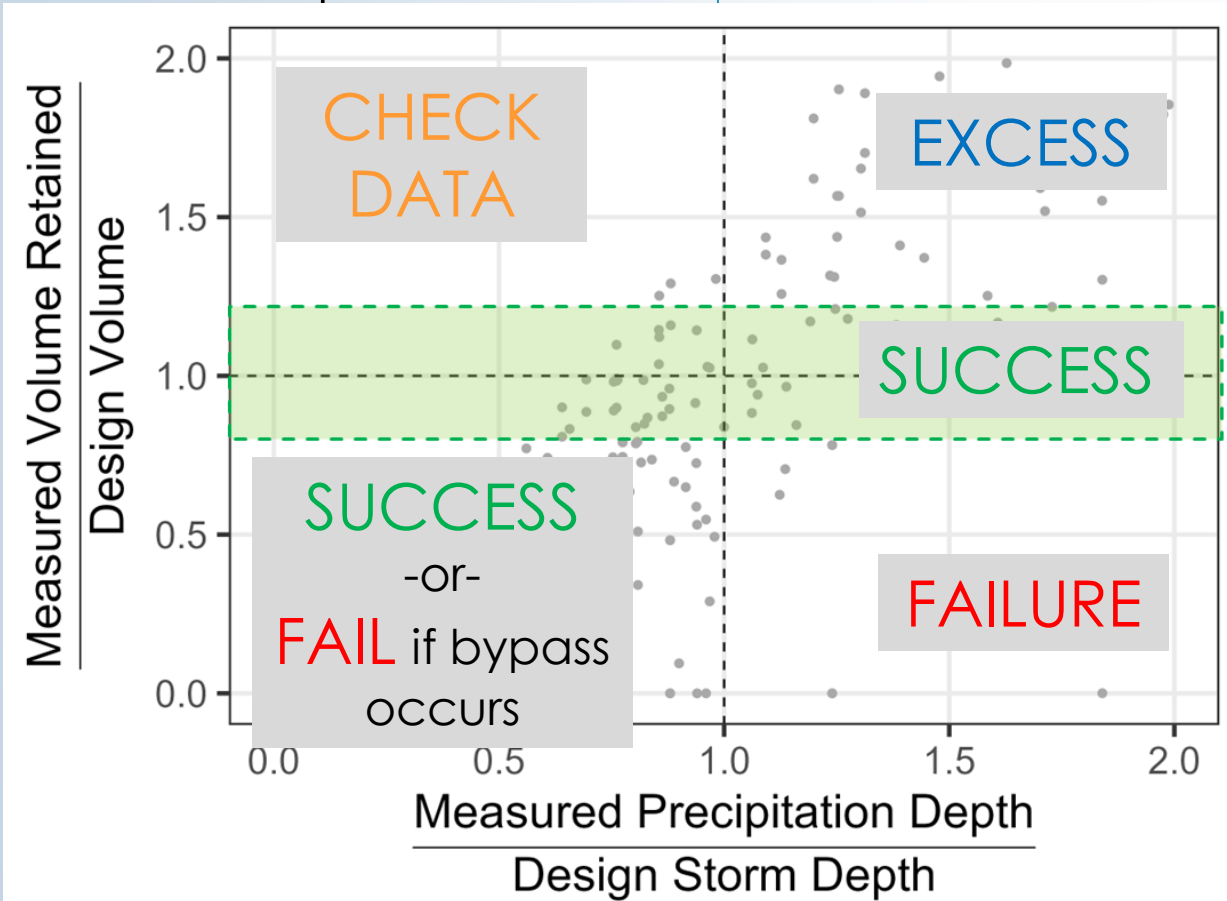 Measured Volume Retained
Design Volume
2.0
1.5
1.0
0.5
0.0
CHECK
DATA
EXCESS
SUCCESS
SUCCESS
-or-
FAIL if bypass
occurs
FAILURE
0.0
0.5
1.0
1.5
2.0
Measured Precipitation Depth
Design Storm Depth